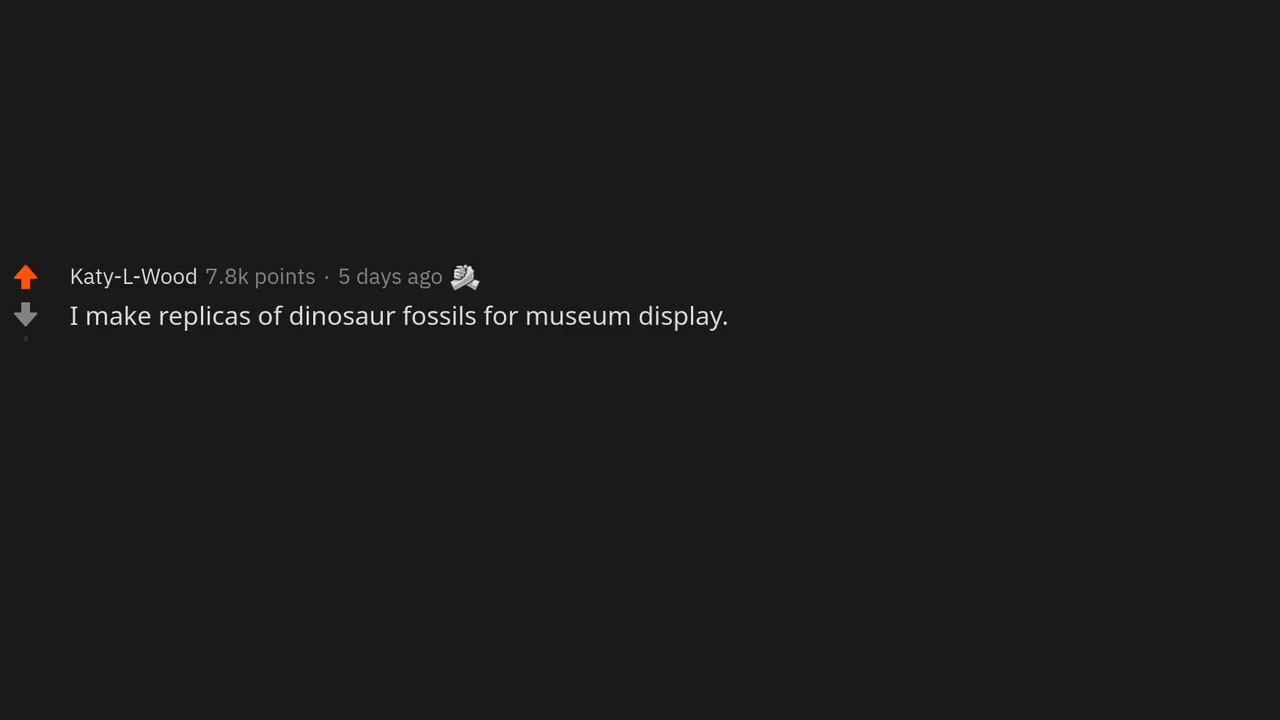 Katy-L-Wood 7.8k points · 5 days ago
I make replicas of dinosaur fossils for museum display.